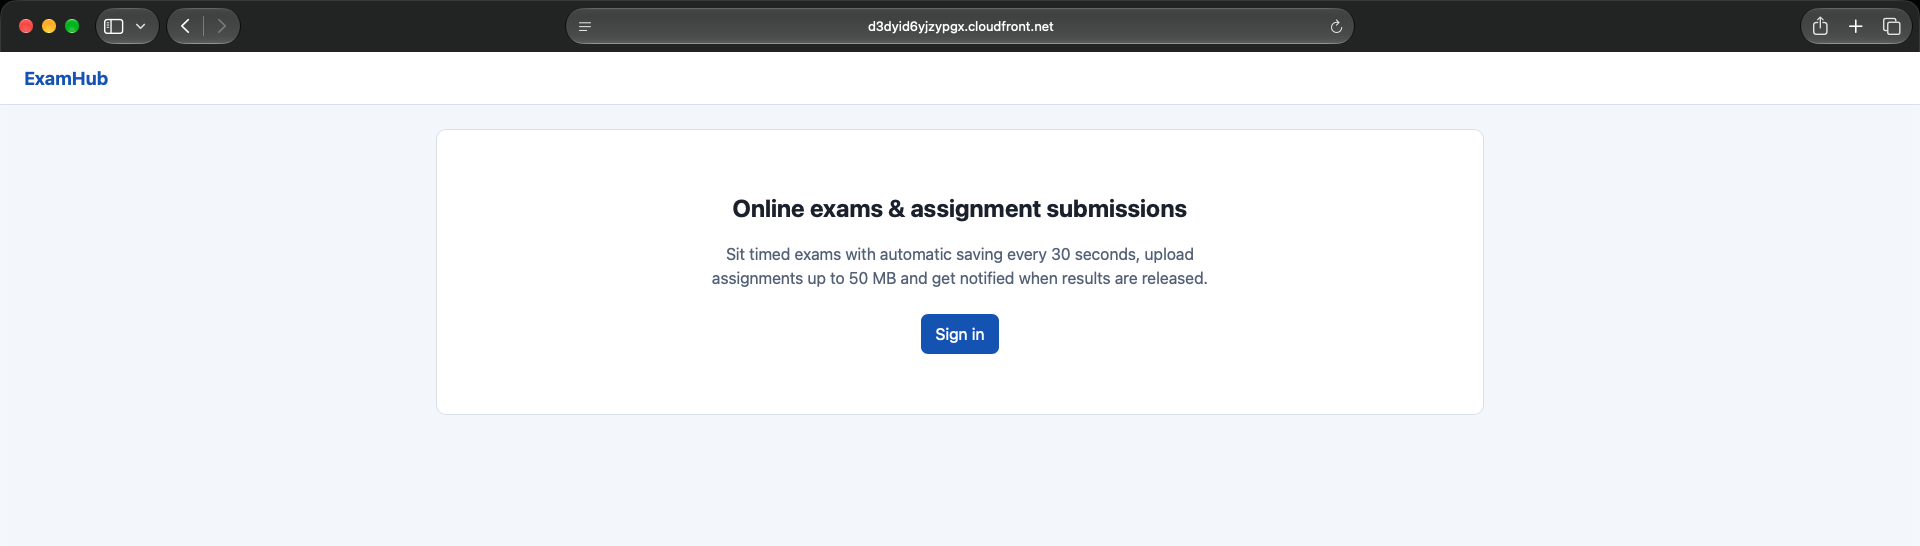 d3dyid6yjzypgx.cloudfront.net
ExamHub
Online exams & assignment submissions
Sit timed exams with automatic saving every 30 seconds, upload
assignments up to 50 MB and get notified when results are released.
Sign in